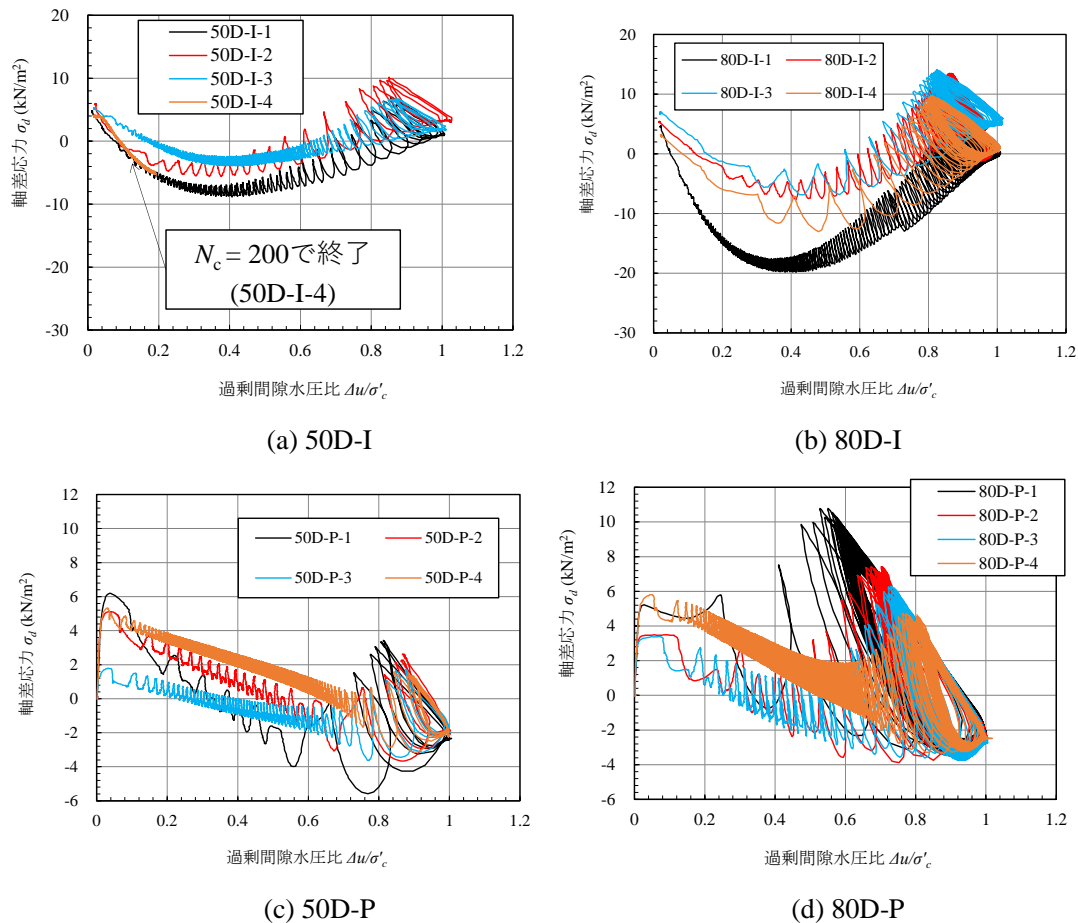 軸差応力 σd (kN/m2)
20
10
0
-10
-20
-30
50D-I-1
50D-I-2
50D-I-3
50D-I-4
Nc = 200で終了
(50D-I-4)
0 0.2 0.4 0.6 0.8 1 1.2
過剰間隙水圧比 Δu/σ'c
(a) 50D-I
軸差応力 σd (kN/m2)
20
10
0
-10
-20
-30
80D-I-1 80D-I-2
80D-I-3 80D-I-4
0 0.2 0.4 0.6 0.8 1 1.2
過剰間隙水圧比 Δu/σ'c
(b) 80D-I
軸差応力 σd (kN/m2)
12
10
8
6
4
2
0
-2
-4
-6
50D-P-1 50D-P-2
50D-P-3 50D-P-4
0 0.2 0.4 0.6 0.8 1 1.2
過剰間隙水圧比 Δu/σ'c
(c) 50D-P
軸差応力 σd (kN/m2)
12
10
8
6
4
2
0
-2
-4
-6
80D-P-1
80D-P-2
80D-P-3
80D-P-4
0 0.2 0.4 0.6 0.8 1 1.2
過剰間隙水圧比 Δu/σ'c
(d) 80D-P